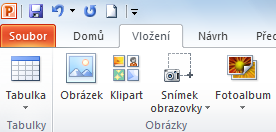 Soubor Domů Vložení Návrh
Tabulka Obrázek Klipart Snímek obrazovky Fotoalbum
Tabulky Obrázky